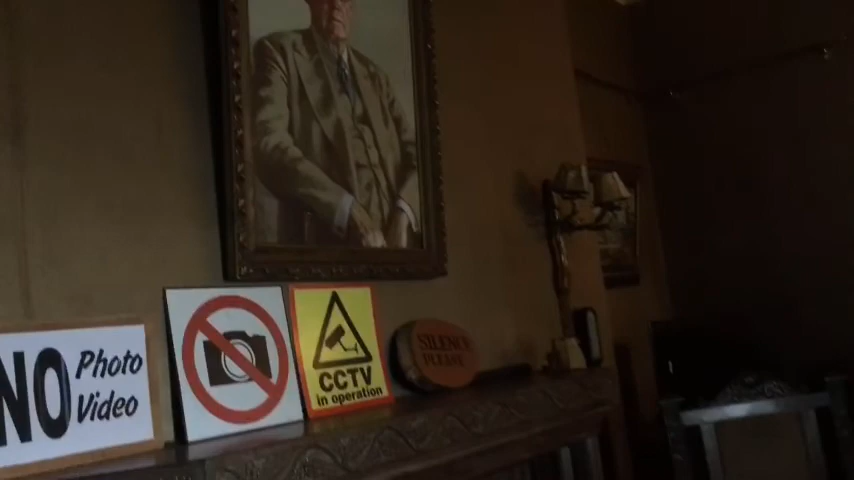 NO Photo
Video
CCTV
in operation
SILENCE
PLEASE